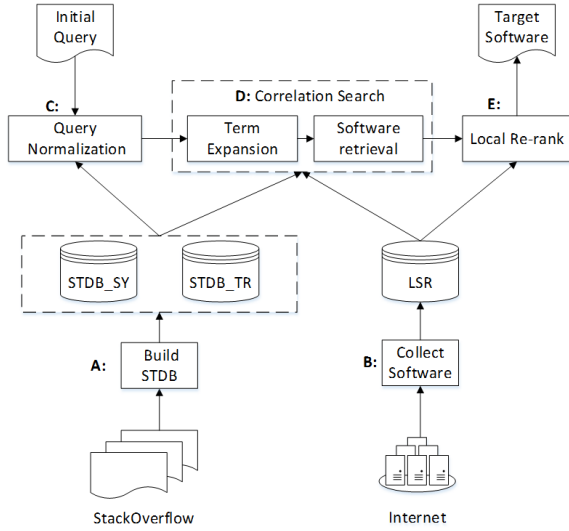 Initial
Query
Target
Software
C:
D: Correlation Search
E:
Query
Normalization
Term
Expansion
Software
retrieval
Local Re-rank
STDB_SY
STDB_TR
LSR
A:
Build
STDB
B:
Collect
Software
StackOverflow
Internet